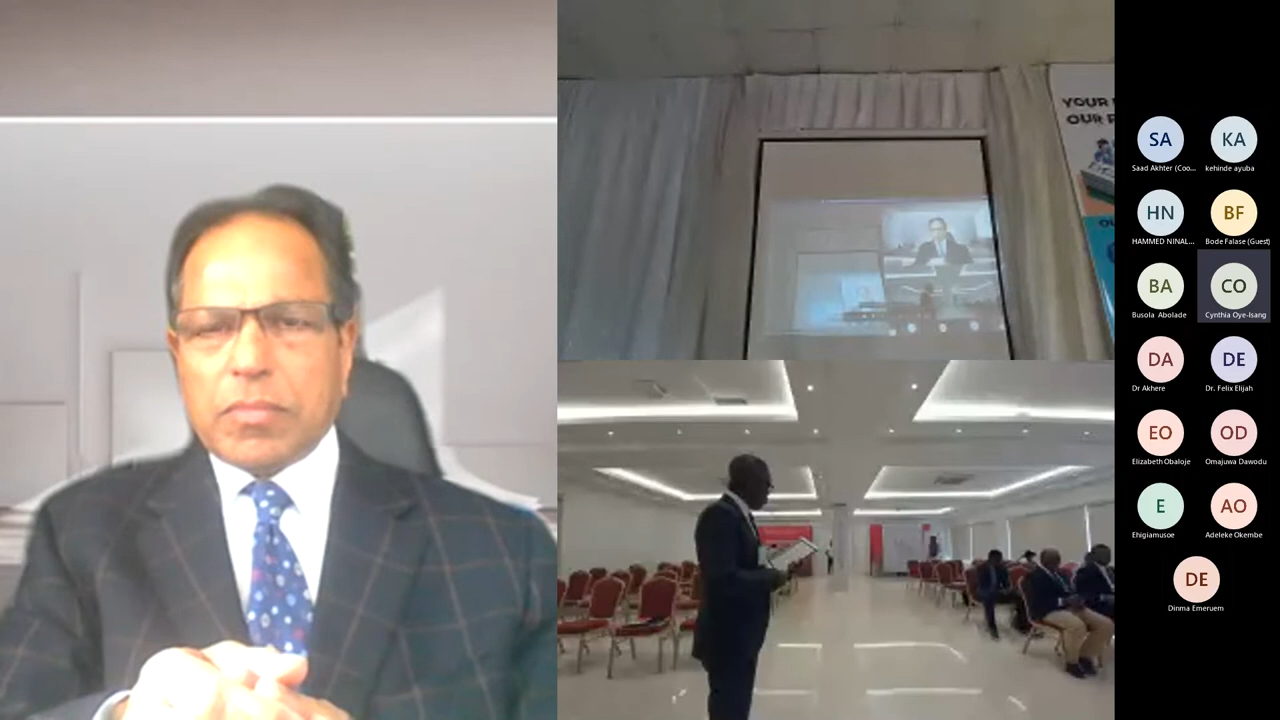 YOUR
OUR
SA
KA
Saad Akhter (Coo...
kehinde ayuba
HN
BF
HAMMED NINAL...
Bode Falase (Guest)
BA
CO
Busola Abolade
Cynthia Oye-Isang
DA
DE
Dr Akhere
Dr. Felix Elijah
EO
OD
Elizabeth Obaloje
Omajuwa Dawodu
E
AO
Ehigiamusoe
Adeleke Okembe
DE
Dinma Emeruem